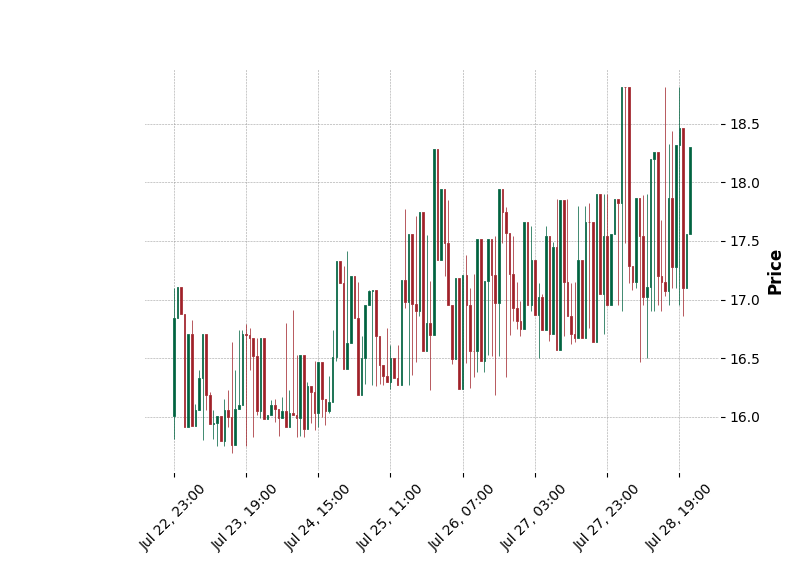 18.5
18.0
17.5
17.0
16.5
16.0
Price
Jul 22, 23:00
Jul 23, 19:00
Jul 24, 15:00
Jul 25, 11:00
Jul 26, 07:00
Jul 27, 03:00
Jul 27, 23:00
Jul 28, 19:00